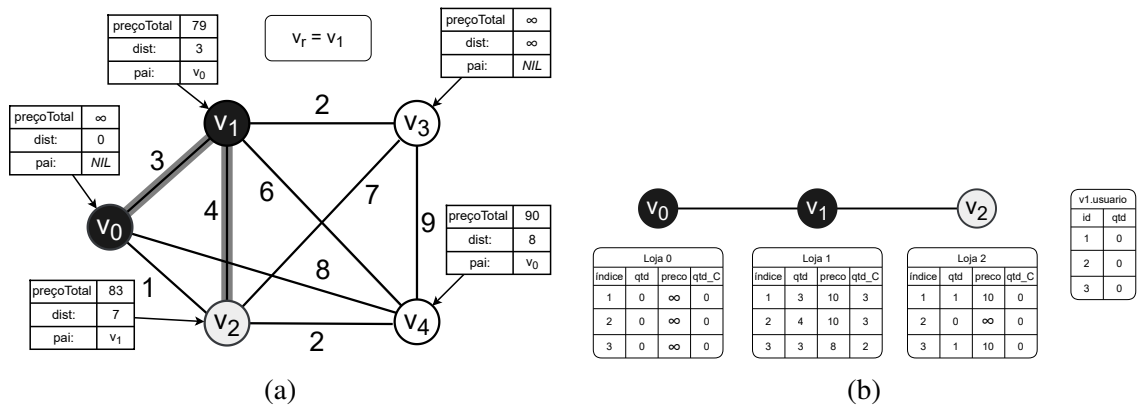 preçoTotal 79
dist: 3
pai: v0
vr = v1
preçoTotal ∞
dist: ∞
pai: NIL
preçoTotal ∞
dist: 0
pai: NIL
v1
2
v3
3
4
6
7
9
v0
8
1
preçoTotal 90
dist: 8
pai: v0
preçoTotal 83
dist: 7
pai: v1
v2
2
v4
(a)
v0
v1
v2
Loja 0
índice qtd preco qtd_C
1 0 ∞ 0
2 0 ∞ 0
3 0 ∞ 0
Loja 1
índice qtd preco qtd_C
1 3 10 3
2 4 10 3
3 3 8 2
Loja 2
índice qtd preco qtd_C
1 1 10 0
2 0 ∞ 0
3 1 10 0
v1.usuario
id qtd
1 0
2 0
3 0
(b)